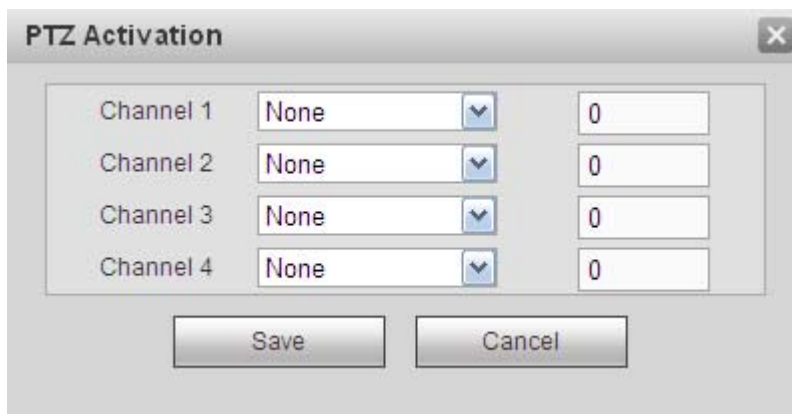 PTZ Activation
Channel 1 None 0
Channel 2 None 0
Channel 3 None 0
Channel 4 None 0
Save Cancel